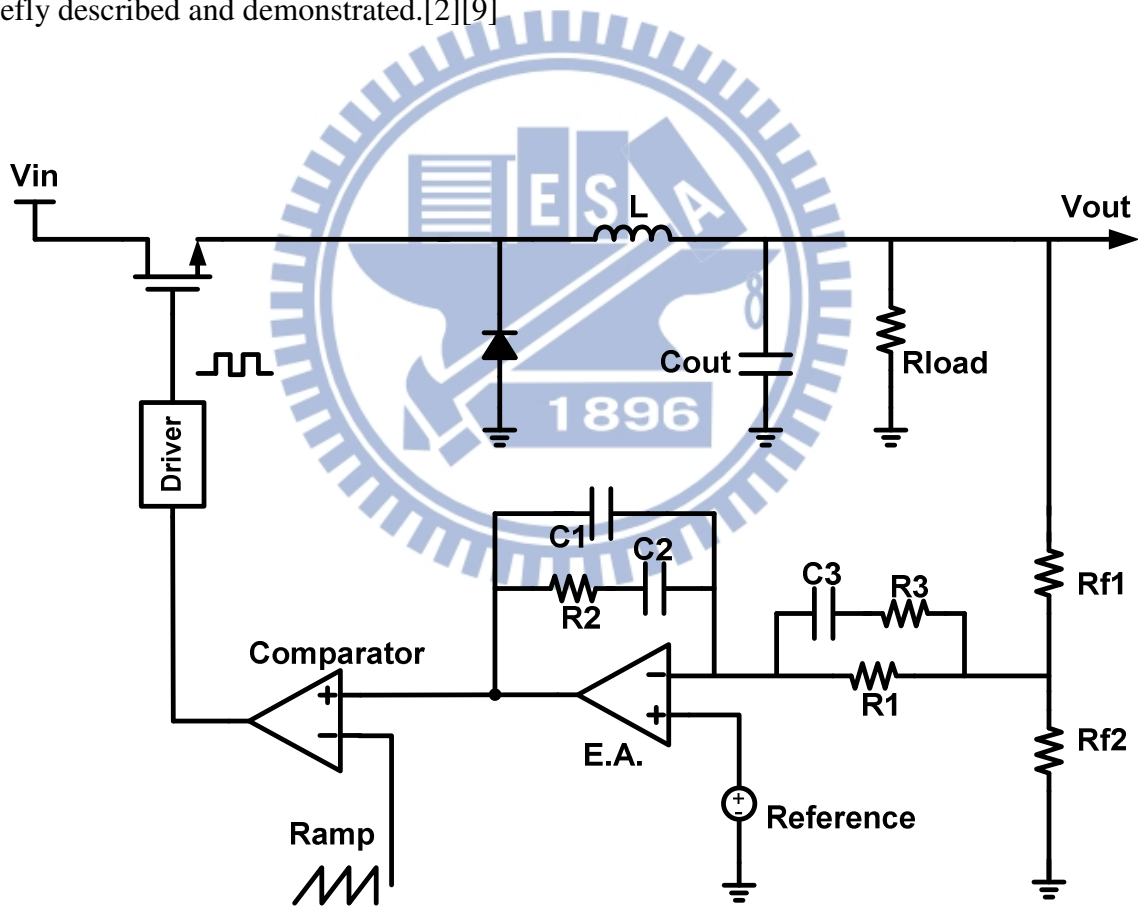 efly described and demonstrated.[2][9]
E S A
Vin
L
Vout
8
Cout
Rload
1896
Driver
C1
C2
R2
C3
R3
R1
Rf1
Rf2
Comparator
+
−
−
+
E.A.
+
-
Reference
Ramp